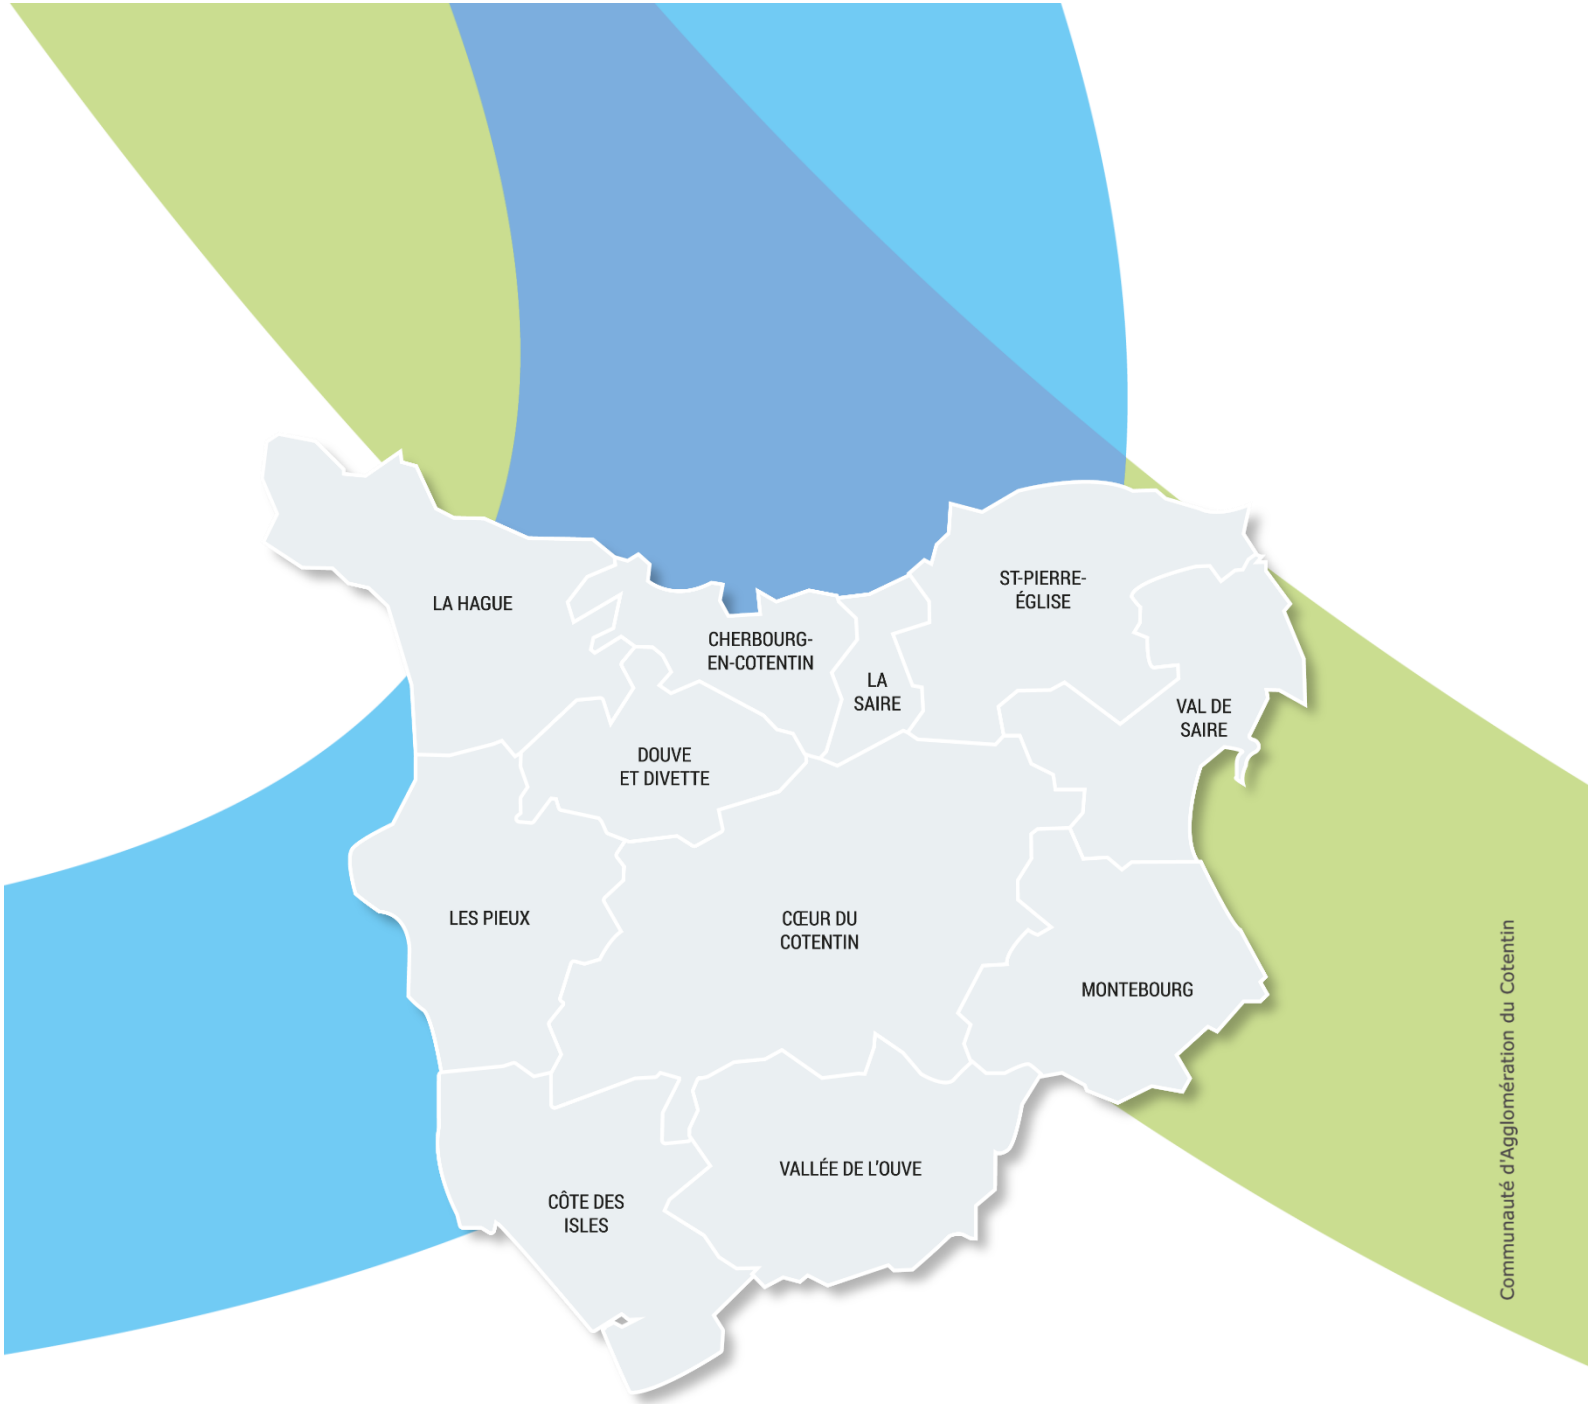 LA HAGUE
CHERBOURG-
EN-COTENTIN
LA
SAIRE
ST-PIERRE-
ÉGLISE
VAL DE
SAIRE
DOUVE
ET DIVETTE
LES PIEUX
CŒUR DU
COTENTIN
MONTEBOURG
VALLÉE DE L'OUVE
CÔTE DES
ISLES
Communauté d'Agglomération du Cotentin